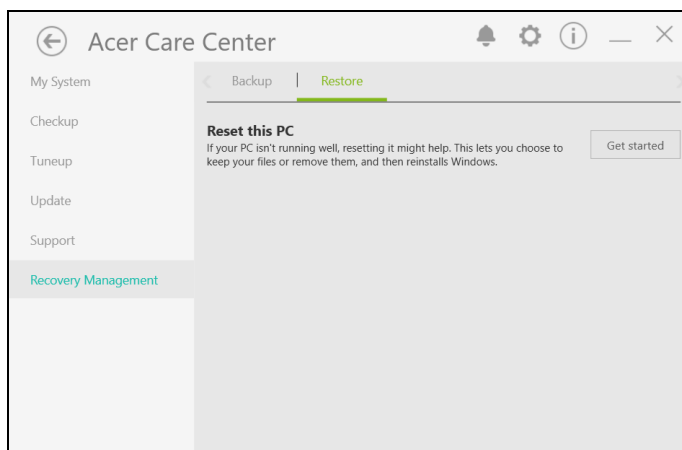 Acer Care Center
My System
Checkup
Tuneup
Update
Support
Recovery Management
Backup
Restore
Reset this PC
If your PC isn't running well, resetting it might help. This lets you choose to
keep your files or remove them, and then reinstalls Windows.
Get started